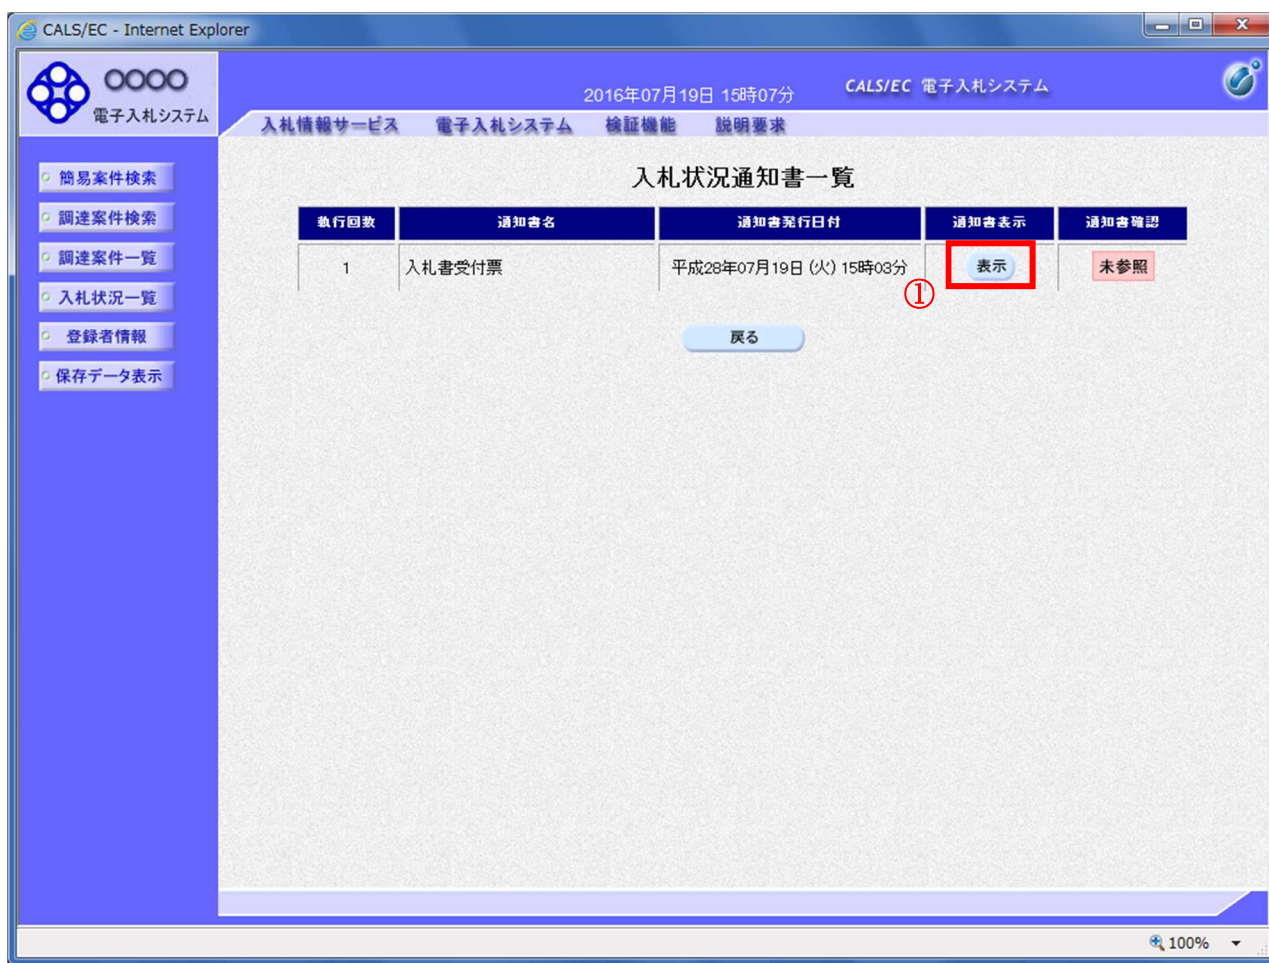 CALS/EC - Internet Explorer
○○○○
電子入札システム
2016年07月19日 15時07分
CALS/EC 電子入札システム
入札情報サービス 電子入札システム 検証機能 説明要求
簡易案件検索
調達案件検索
調達案件一覧
入札状況一覧
登録者情報
保存データ表示
入札状況通知書一覧
執行回数 通知書名 通知書発行日付 通知書表示 通知書確認
1 入札書受付票 平成28年07月19日 (火) 15時03分 表示 未参照
①
戻る
100%